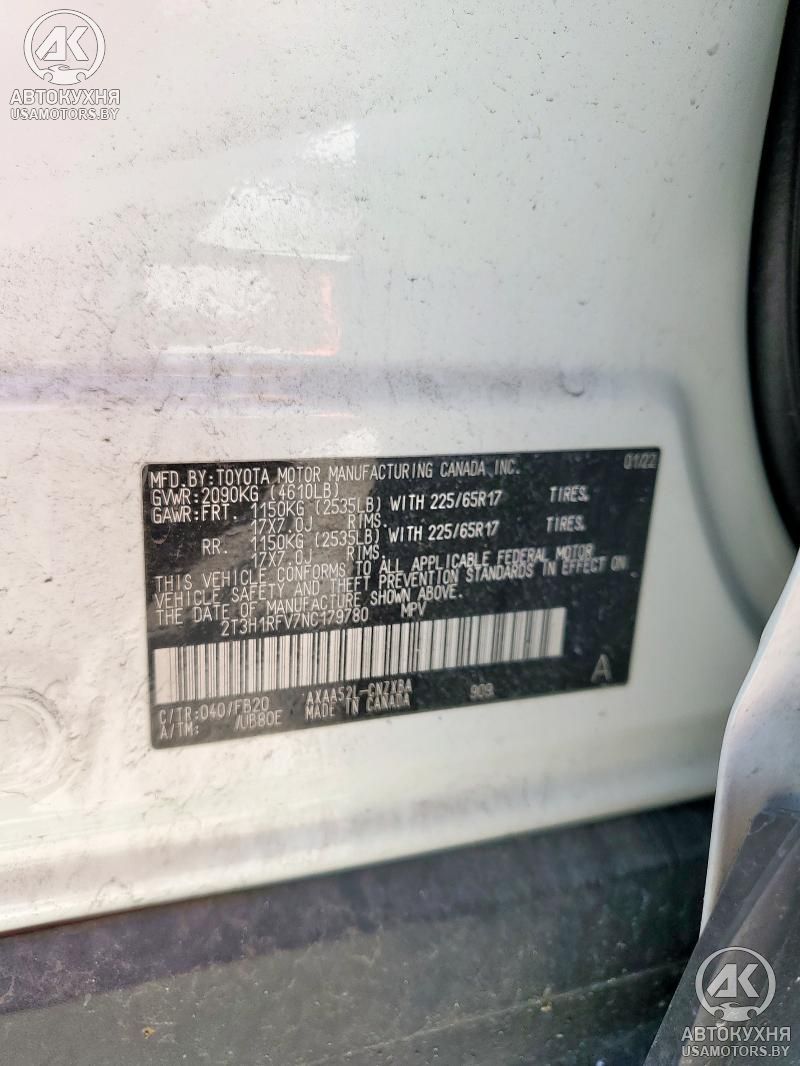 AK
АВТОКУХНЯ
USAMOTORS.BY
MFD.BY:TOYOTA MOTOR MANUFACTURING CANADA, INC. 01/22
GVWR:2090KG (4610LB)
GAWR:FRT. 1150KG (2535LB) WITH 225/65R17 TIRES,
17X7.0J RIMS.
RR. 1150KG (2535LB) WITH 225/65R17 TIRES,
17X7.0J RIMS.
THIS VEHICLE CONFORMS TO ALL APPLICABLE FEDERAL MOTOR
VEHICLE SAFETY AND THEFT PREVENTION STANDARDS IN EFFECT ON
THE DATE OF MANUFACTURE SHOWN ABOVE.
2T3H1RFV7NC179780 MPV
C/TR:040/FB20 AXAA52L-CNZXBA 909 A
A/TM: /UB80E MADE IN CANADA
AK
АВТОКУХНЯ
USAMOTORS.BY